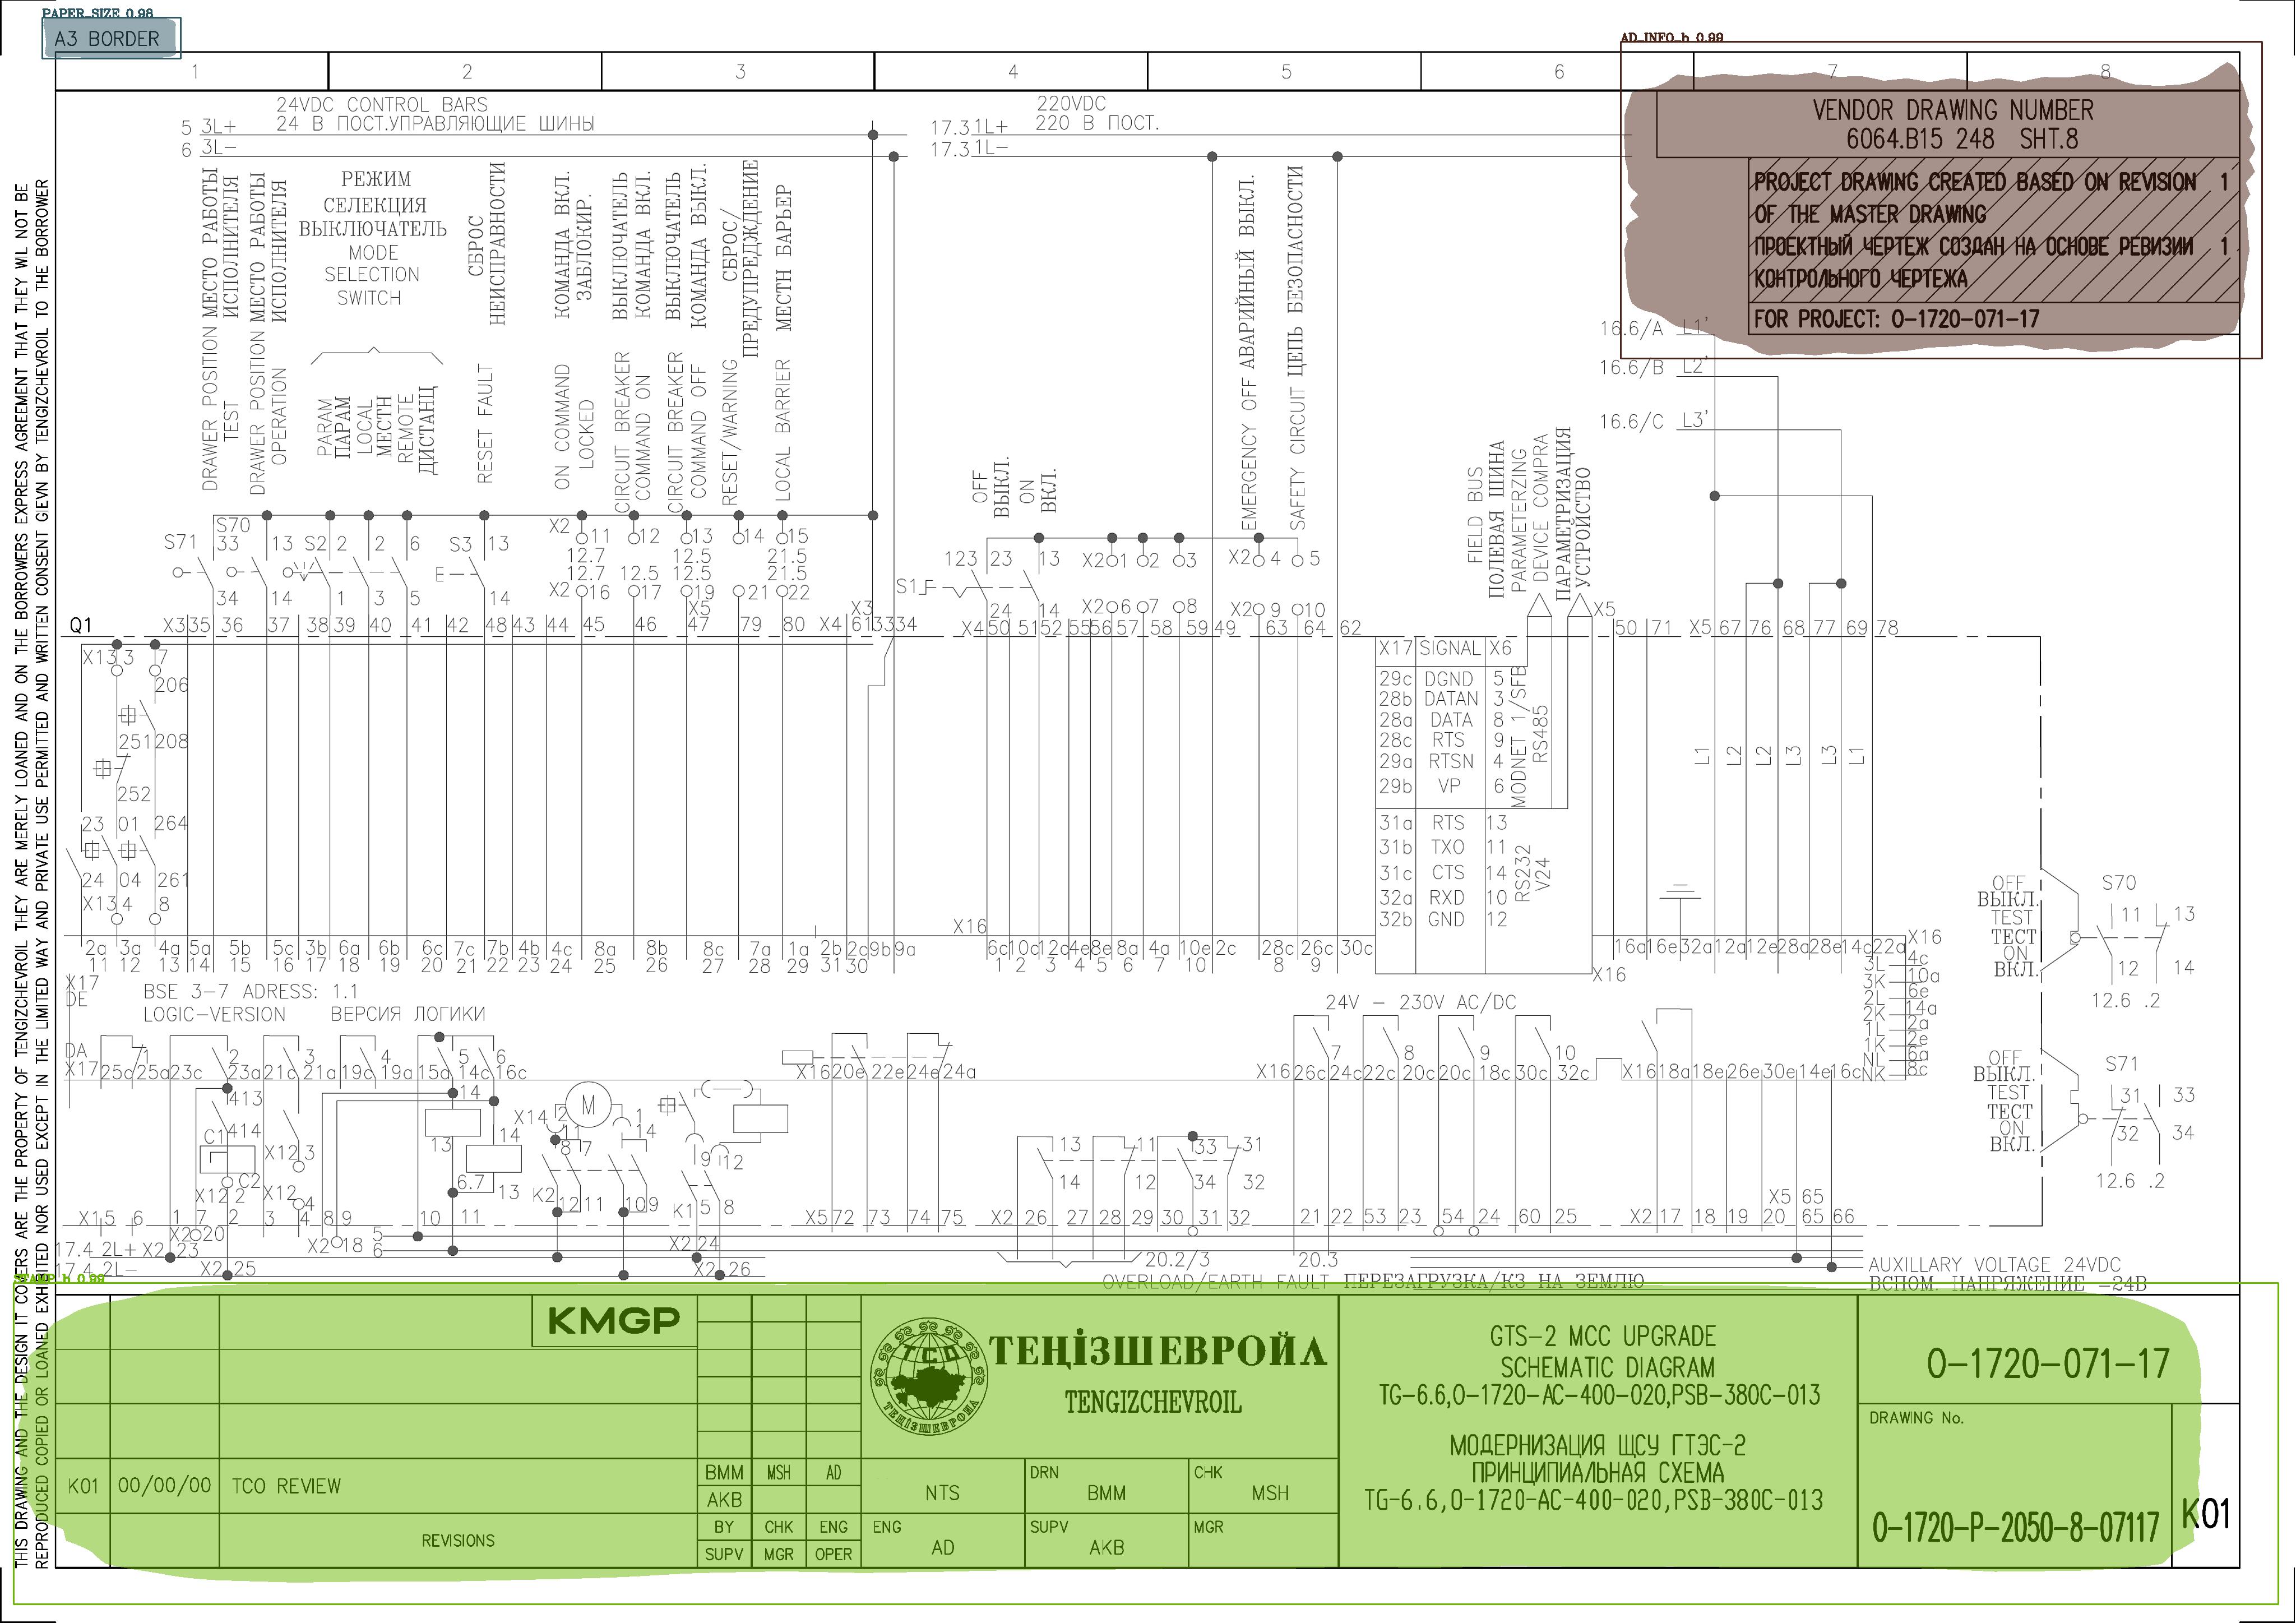 PAPER_SIZE 0.98
A3 BORDER
AD_INFO_h 0.99
1 2 3 4 5 6 7 8
VENDOR DRAWING NUMBER
6064.B15 248 SHT.8
PROJECT DRAWING CREATED BASED ON REVISION 1
OF THE MASTER DRAWING
ПРОЕКТНЫЙ ЧЕРТЕЖ СОЗДАН НА ОСНОВЕ РЕВИЗИИ 1
КОНТРОЛЬНОГО ЧЕРТЕЖА
FOR PROJECT: 0-1720-071-17
24VDC CONTROL BARS
24 В ПОСТ.УПРАВЛЯЮЩИЕ ШИНЫ
5 3L+
6 3L-
220VDC
220 В ПОСТ.
17.31L+
17.31L-
DRAWER POSITION МЕСТО РАБОТЫ
TEST ИСПОЛНИТЕЛЯ
DRAWER POSITION МЕСТО РАБОТЫ
OPERATION ИСПОЛНИТЕЛЯ
РЕЖИМ
СЕЛЕКЦИЯ
ВЫКЛЮЧАТЕЛЬ
MODE
SELECTION
SWITCH
PARAM
ПАРАМ
LOCAL
МЕСТН
REMOTE
ДИСТАНЦ
RESET FAULT СБРОС
НЕИСПРАВНОСТИ
ON COMMAND КОМАНДА ВКЛ.
LOCKED ЗАБЛОКИР.
CIRCUIT BREAKER ВЫКЛЮЧАТЕЛЬ
COMMAND ON КОМАНДА ВКЛ.
CIRCUIT BREAKER ВЫКЛЮЧАТЕЛЬ
COMMAND OFF КОМАНДА ВЫКЛ.
RESET/WARNING СБРОС/
ПРЕДУПРЕЖДЕНИЕ
LOCAL BARRIER МЕСТН БАРЬЕР
OFF
ВЫКЛ.
ON
ВКЛ.
EMERGENCY OFF АВАРИЙНЫЙ ВЫКЛ.
SAFETY CIRCUIT ЦЕПЬ БЕЗОПАСНОСТИ
FIELD BUS
ПОЛЕВАЯ ШИНА
PARAMETERZING
DEVICE COMPRA
ПАРАМЕТРИЗАЦИЯ
УСТРОЙСТВО
16.6/A L1'
16.6/B L2'
16.6/C L3'
S71 S70 33 13 S2 2 2 6 S3 13
X2 11 12 13 14 15
12.7 12.5 21.5
12.7 12.5 12.5 21.5
X2 16 17 19 21 22
34 14 1 3 5 14
123 23 13 X2 1 2 3 X2 4 5
S1 24 14 X2 6 7 8 X2 9 10
Q1 X3 35 36 37 38 39 40 41 42 48 43 44 45 46 X5 47 79 80 X4 61 X3 33 34
X4 50 51 52 55 56 57 58 59 49 63 64 62 X5 50 71 X5 67 76 68 77 69 78
X17 SIGNAL X6
29c DGND 5
28b DATAN 3
28a DATA 8
28c RTS 9
29a RTSN 4
29b VP 6
MODNET 1/SFB
RS485
31a RTS 13
31b TXO 11
31c CTS 14
32a RXD 10
32b GND 12
RS232
V24
X13 3 7
206
251 208
252
23 01 264
24 04 261
X13 4 8
L1 L2 L2 L3 L3 L1
2a 3a 4a 5a 5b 5c 3b 6a 6b 6c 7c 7b 4b 4c 8a 8b 8c 7a 1a 2b 2c 9b 9a
11 12 13 14 15 16 17 18 19 20 21 22 23 24 25 26 27 28 29 31 30
X16 6c 10c 12c 4e 8e 8a 4a 10e 2c 28c 26c 30c
1 2 3 4 5 6 7 10 8 9
X16
16a 16e 32a 12a 12e 28a 28e 14c 22a X16
3L 4c
3K 10a
2L 6e
2K 14a
1L 2a
1K 2e
NL 6a
NK 8c
OFF
ВЫКЛ.
TEST
ТЕСТ
ON
ВКЛ.
S70
11 13
12 14
12.6 .2
OFF
ВЫКЛ.
TEST
ТЕСТ
ON
ВКЛ.
S71
31 33
32 34
12.6 .2
X17
DE
BSE 3-7 ADRESS: 1.1
LOGIC-VERSION ВЕРСИЯ ЛОГИКИ
24V - 230V AC/DC
DA 1 2 3 4 5 6 7 8 9 10
X17 25c 25a 23c 23a 21c 21a 19c 19a 15a 14c 16c
X16 20e 22e 24e 24a
X16 26c 24c 22c 20c 20c 18c 30c 32c
X16 18a 18e 26e 30e 14e 16c
413
414
C1
C2
X12 3
X12 2
X12 4
14
13
14
13
6.7
M
X14 2 1
11 14
8 7
K2 12 11 10 9
9 12
K1 5 8
13 11 33 31
14 12 34 32
X5 65
X15 6 1 7 2 3 4 8 9 10 11
X5 72 73 74 75
X2 26 27 28 29 30 31 32
21 22 53 23 54 24 60 25
X2 17 18 19 20 65 66
X2 20
X2 18 5
6
17.4 2L+ X2 23
17.4 2L- X2 25
X2 24
X2 26
20.2/3
20.3
OVERLOAD/EARTH FAULT ПЕРЕЗАГРУЗКА/КЗ НА ЗЕМЛЮ
AUXILLARY VOLTAGE 24VDC
ВСПОМ. НАПРЯЖЕНИЕ -24В
THIS DRAWING AND THE DESIGN IT COVERS ARE THE PROPERTY OF TENGIZCHEVROIL THEY ARE MERELY LOANED AND ON THE BORROWERS EXPRESS AGREEMENT THAT THEY WIL NOT BE
REPRODUCED COPIED OR LOANED EXHIBITED NOR USED EXCEPT IN THE LIMITED WAY AND PRIVATE USE PERMITTED AND WRITTEN CONSENT GIEVN BY TENGIZCHEVROIL TO THE BORROWER
STAMP_h 0.99
KMGP
TCO
ТЕҢІЗШЕВРОЙЛ
ТЕҢІЗШЕВРОЙЛ
TENGIZCHEVROIL
GTS-2 MCC UPGRADE
SCHEMATIC DIAGRAM
TG-6.6,0-1720-AC-400-020,PSB-380C-013
МОДЕРНИЗАЦИЯ ЩСУ ГТЭС-2
ПРИНЦИПИАЛЬНАЯ СХЕМА
TG-6.6,0-1720-AC-400-020,PSB-380C-013
0-1720-071-17
DRAWING No.
0-1720-P-2050-8-07117
K01
K01 00/00/00 TCO REVIEW
BMM MSH AD
AKB
REVISIONS
BY CHK ENG
SUPV MGR OPER
NTS
DRN BMM
CHK MSH
ENG AD
SUPV AKB
MGR